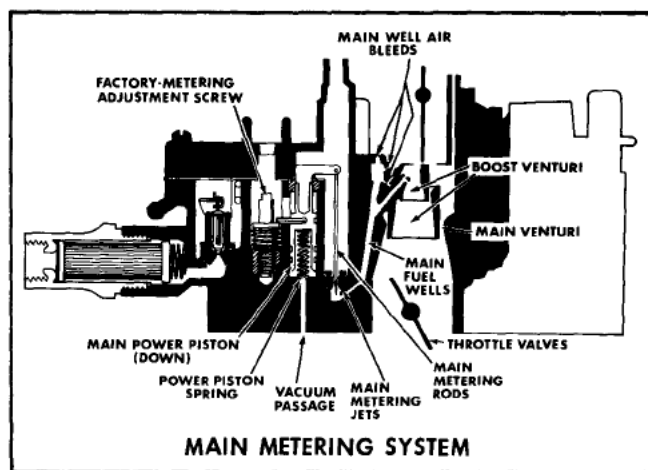 MAIN WELL AIR
BLEEDS
FACTORY-METERING
ADJUSTMENT SCREW
BOOST VENTURI
MAIN VENTURI
MAIN
FUEL
WELLS
MAIN POWER PISTON
(DOWN)
THROTTLE VALVES
POWER PISTON
SPRING
VACUUM
PASSAGE
MAIN
METERING
JETS
MAIN
METERING
RODS
MAIN METERING SYSTEM